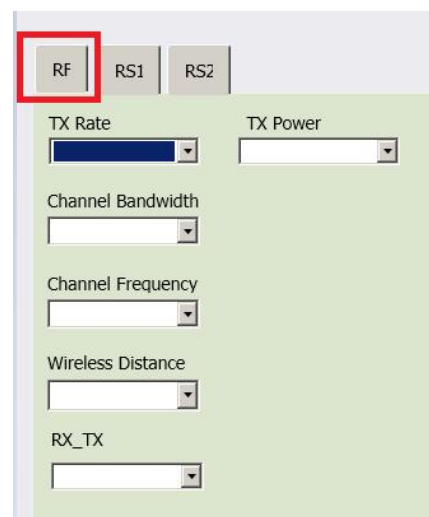 RF RS1 RS2
TX Rate TX Power
Channel Bandwidth
Channel Frequency
Wireless Distance
RX_TX